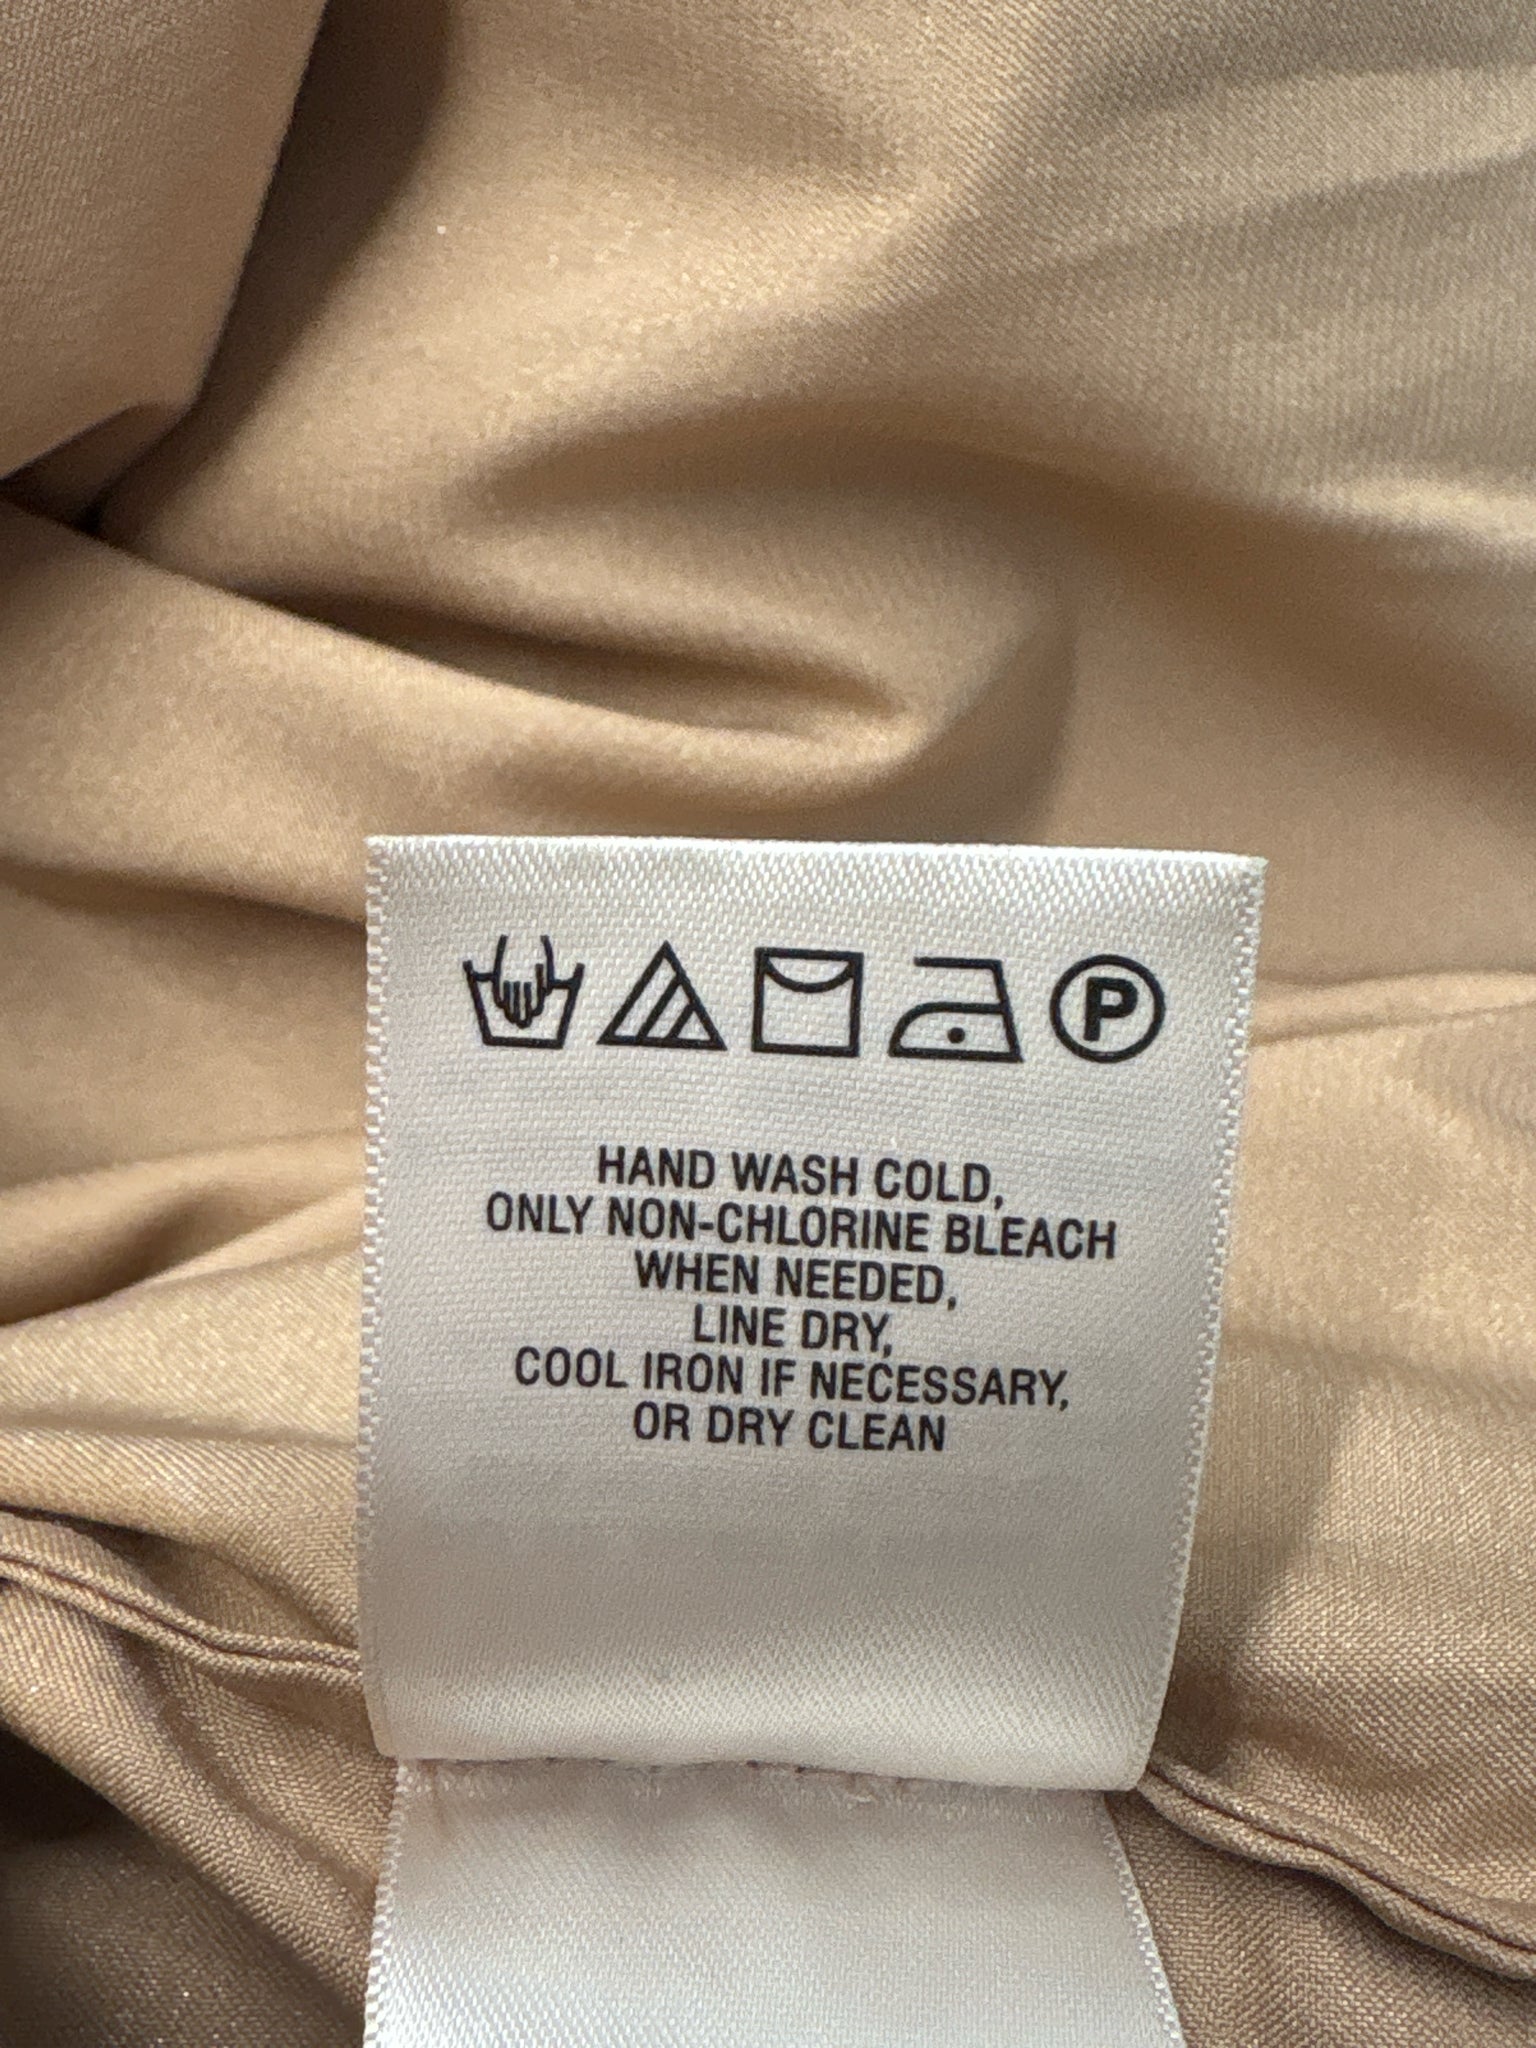 P
HAND WASH COLD,
ONLY NON-CHLORINE BLEACH
WHEN NEEDED,
LINE DRY,
COOL IRON IF NECESSARY,
OR DRY CLEAN